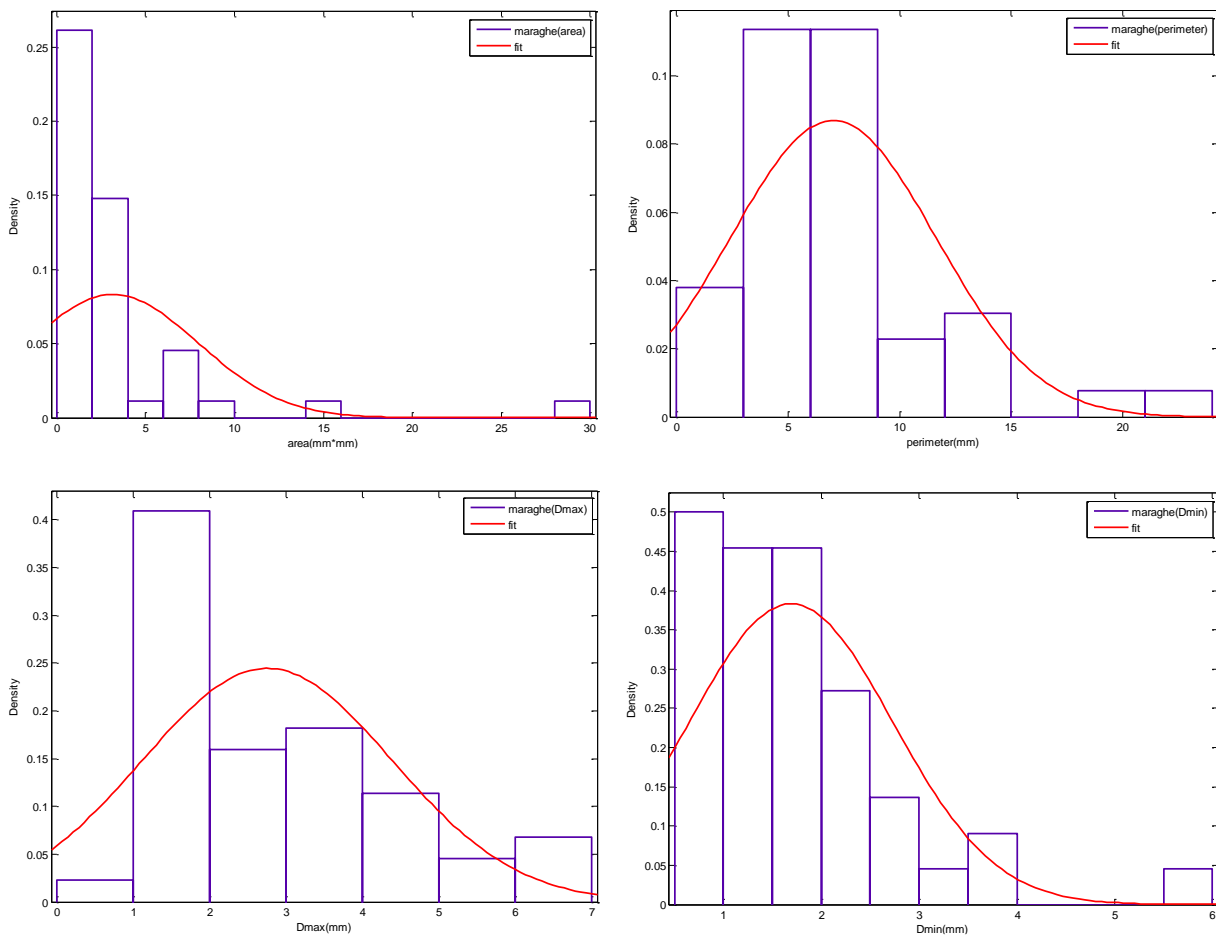 maraghe(area)
fit
0.25
0.2
0.15
0.1
0.05
0
Density
0 5 10 15 20 25 30
area(mm*mm)
maraghe(perimeter)
fit
0.1
0.08
0.06
0.04
0.02
0
Density
0 5 10 15 20
perimeter(mm)
maraghe(Dmax)
fit
0.4
0.35
0.3
0.25
0.2
0.15
0.1
0.05
0
Density
0 1 2 3 4 5 6 7
Dmax(mm)
maraghe(Dmin)
fit
0.5
0.45
0.4
0.35
0.3
0.25
0.2
0.15
0.1
0.05
0
Density
1 2 3 4 5 6
Dmin(mm)